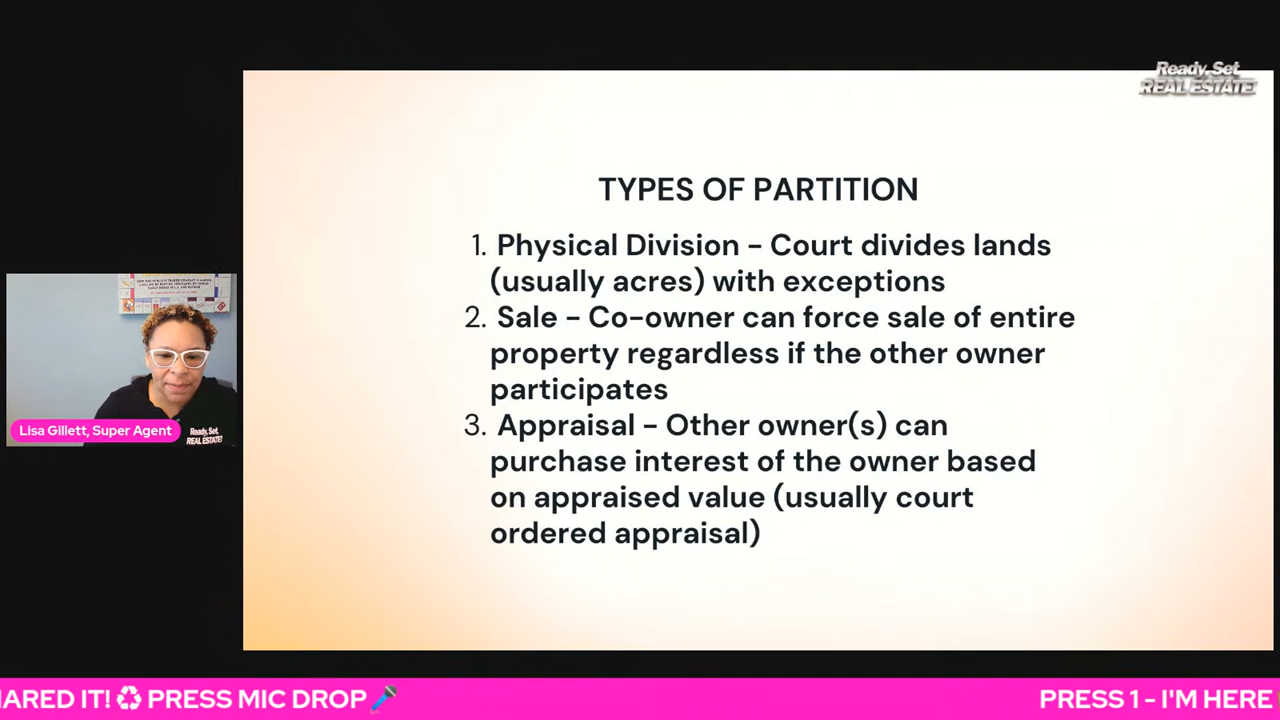 Ready, Set
REAL ESTATE!
TYPES OF PARTITION
1. Physical Division – Court divides lands
(usually acres) with exceptions
2. Sale – Co-owner can force sale of entire
property regardless if the other owner
participates
3. Appraisal – Other owner(s) can
purchase interest of the owner based
on appraised value (usually court
ordered appraisal)
Lisa Gillett, Super Agent
Ready, Set
REAL ESTATE!
HARED IT! ♻ PRESS MIC DROP 🎤
PRESS 1 - I'M HERE